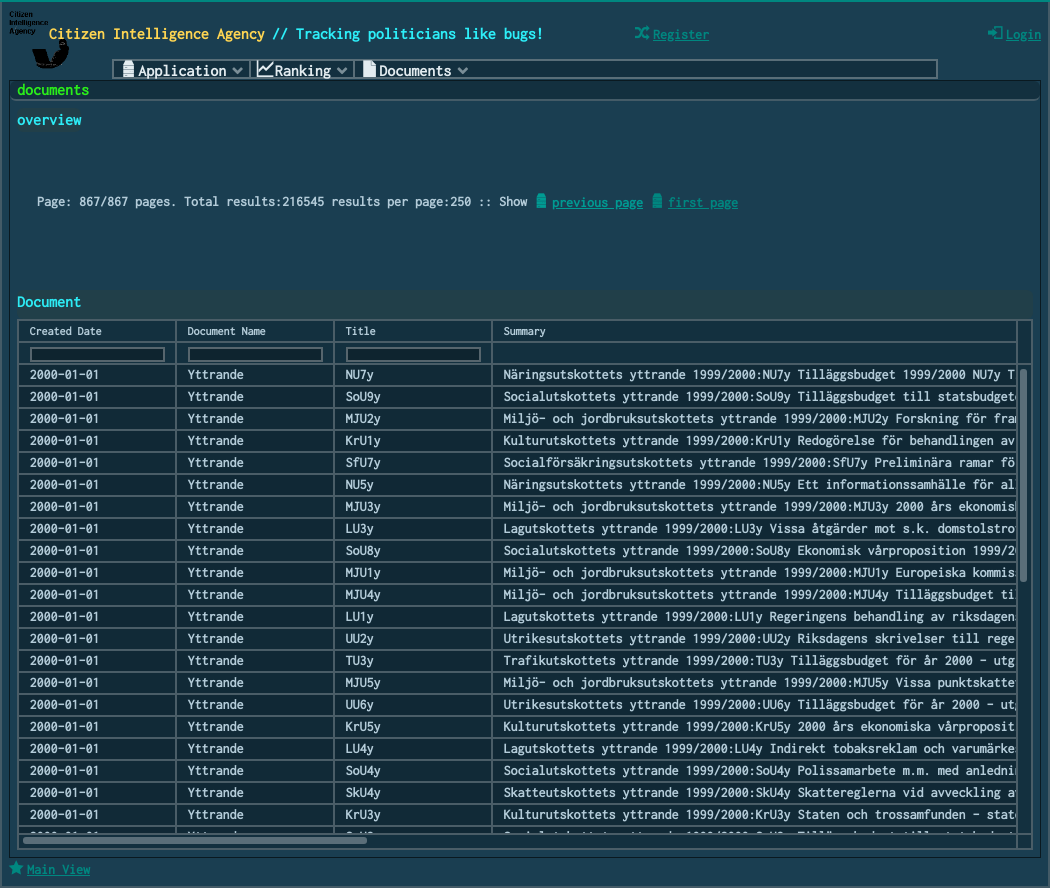 Citizen
Intelligence
Agency
Citizen Intelligence Agency // Tracking politicians like bugs!
Register
Login
Application
Ranking
Documents
documents
overview
Page: 867/867 pages. Total results:216545 results per page:250 :: Show previous page first page
Document
Created Date Document Name Title Summary
2000-01-01 Yttrande NU7y Näringsutskottets yttrande 1999/2000:NU7y Tilläggsbudget 1999/2000 NU7y T
2000-01-01 Yttrande SoU9y Socialutskottets yttrande 1999/2000:SoU9y Tilläggsbudget till statsbudget
2000-01-01 Yttrande MJU2y Miljö- och jordbruksutskottets yttrande 1999/2000:MJU2y Forskning för fra
2000-01-01 Yttrande KrU1y Kulturutskottets yttrande 1999/2000:KrU1y Redogörelse för behandlingen av
2000-01-01 Yttrande SfU7y Socialförsäkringsutskottets yttrande 1999/2000:SfU7y Preliminära ramar fö
2000-01-01 Yttrande NU5y Näringsutskottets yttrande 1999/2000:NU5y Ett informationssamhälle för al
2000-01-01 Yttrande MJU3y Miljö- och jordbruksutskottets yttrande 1999/2000:MJU3y 2000 års ekonomis
2000-01-01 Yttrande LU3y Lagutskottets yttrande 1999/2000:LU3y Vissa åtgärder mot s.k. domstolstro
2000-01-01 Yttrande SoU8y Socialutskottets yttrande 1999/2000:SoU8y Ekonomisk vårproposition 1999/2
2000-01-01 Yttrande MJU1y Miljö- och jordbruksutskottets yttrande 1999/2000:MJU1y Europeiska kommis
2000-01-01 Yttrande MJU4y Miljö- och jordbruksutskottets yttrande 1999/2000:MJU4y Tilläggsbudget ti
2000-01-01 Yttrande LU1y Lagutskottets yttrande 1999/2000:LU1y Regeringens behandling av riksdagen
2000-01-01 Yttrande UU2y Utrikesutskottets yttrande 1999/2000:UU2y Riksdagens skrivelser till rege
2000-01-01 Yttrande TU3y Trafikutskottets yttrande 1999/2000:TU3y Tilläggsbudget för år 2000 - utg
2000-01-01 Yttrande MJU5y Miljö- och jordbruksutskottets yttrande 1999/2000:MJU5y Vissa punktskatte
2000-01-01 Yttrande UU6y Utrikesutskottets yttrande 1999/2000:UU6y Tilläggsbudget för år 2000 - ut
2000-01-01 Yttrande KrU5y Kulturutskottets yttrande 1999/2000:KrU5y 2000 års ekonomiska vårproposit
2000-01-01 Yttrande LU4y Lagutskottets yttrande 1999/2000:LU4y Indirekt tobaksreklam och varumärke
2000-01-01 Yttrande SoU4y Socialutskottets yttrande 1999/2000:SoU4y Polissamarbete m.m. med anledni
2000-01-01 Yttrande SkU4y Skatteutskottets yttrande 1999/2000:SkU4y Skattereglerna vid avveckling a
2000-01-01 Yttrande KrU3y Kulturutskottets yttrande 1999/2000:KrU3y Staten och trossamfunden - stat
Main View